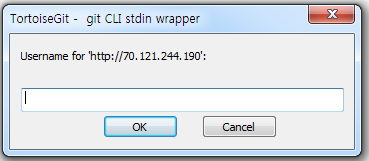 TortoiseGit - git CLI stdin wrapper
Username for 'http://70.121.244.190':
OK
Cancel